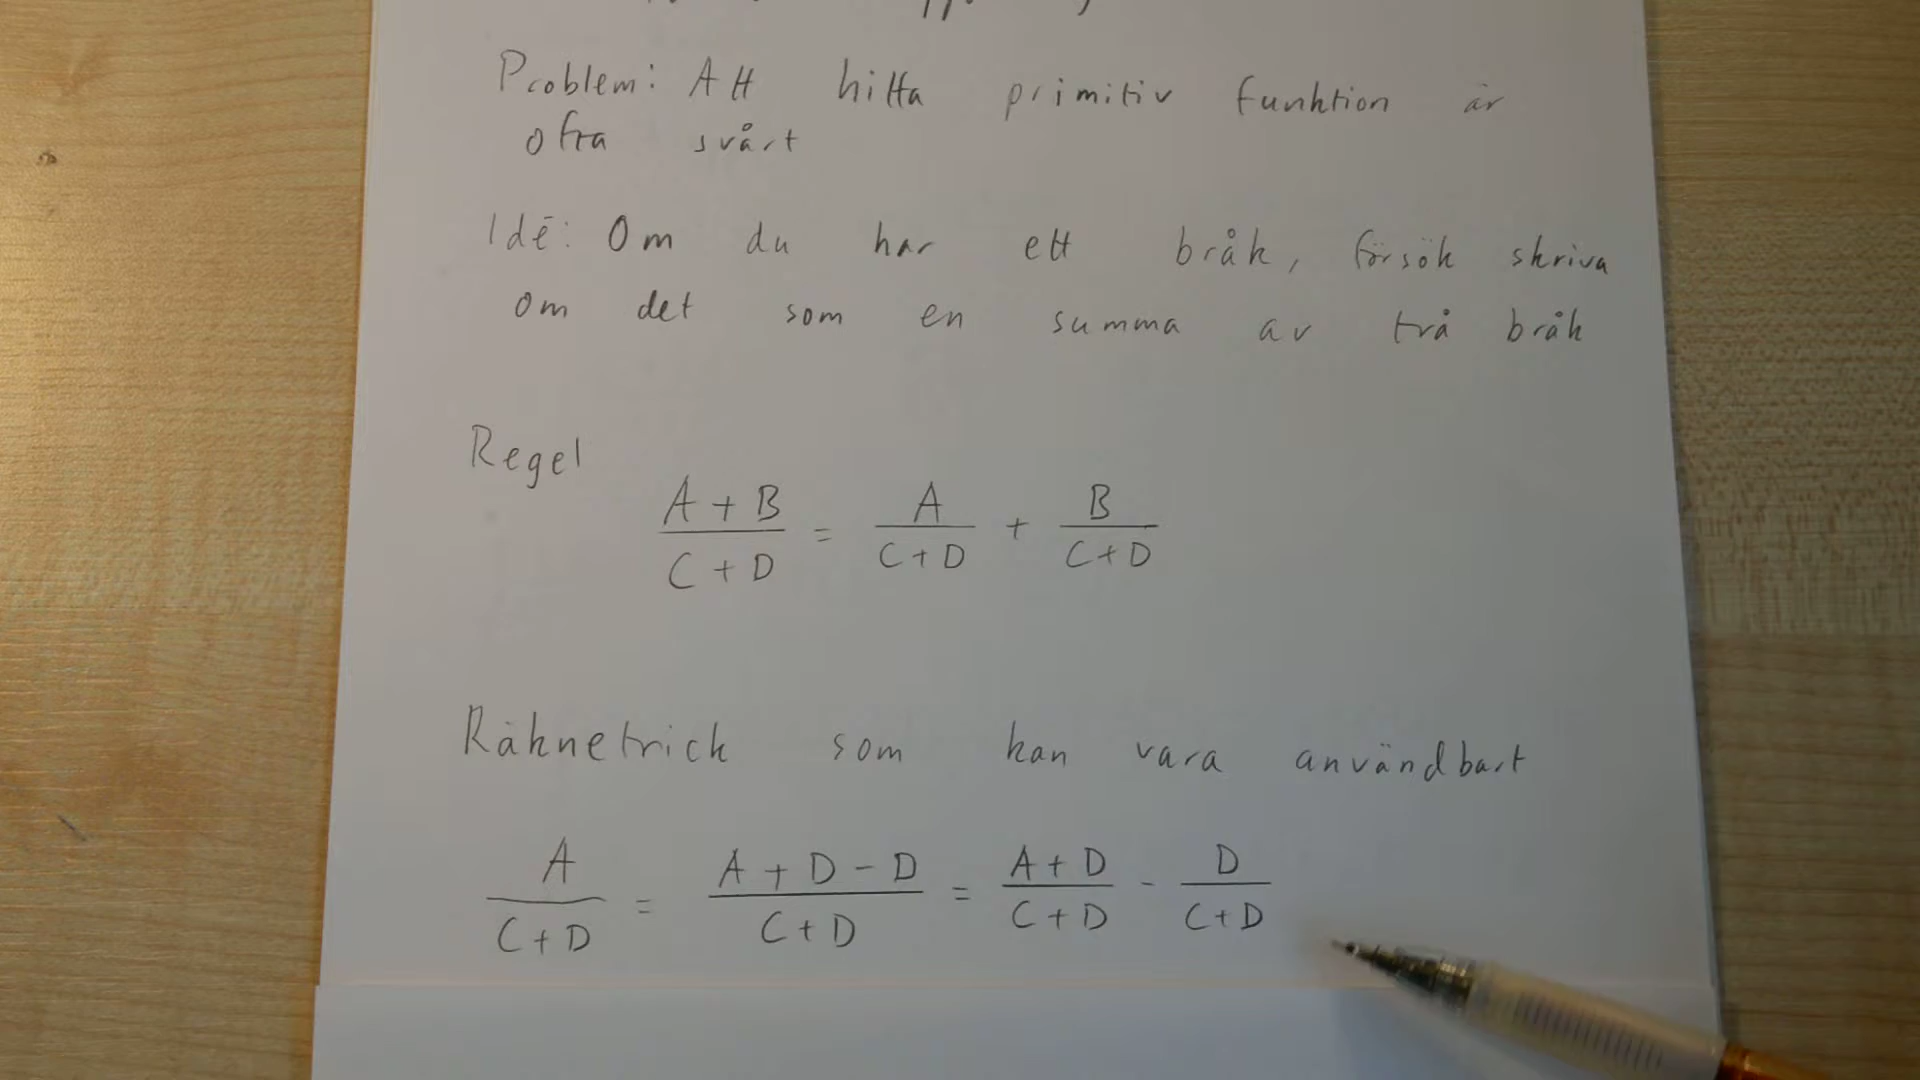 Problem: Att hitta primitiv funktion är
ofta svårt
Idé: Om du har ett bråk, försök skriva
om det som en summa av två bråk
Regel
(A + B)/(C + D) = A/(C + D) + B/(C + D)
Räknetrick som kan vara användbart
A/(C + D) = (A + D - D)/(C + D) = (A + D)/(C + D) - D/(C + D)